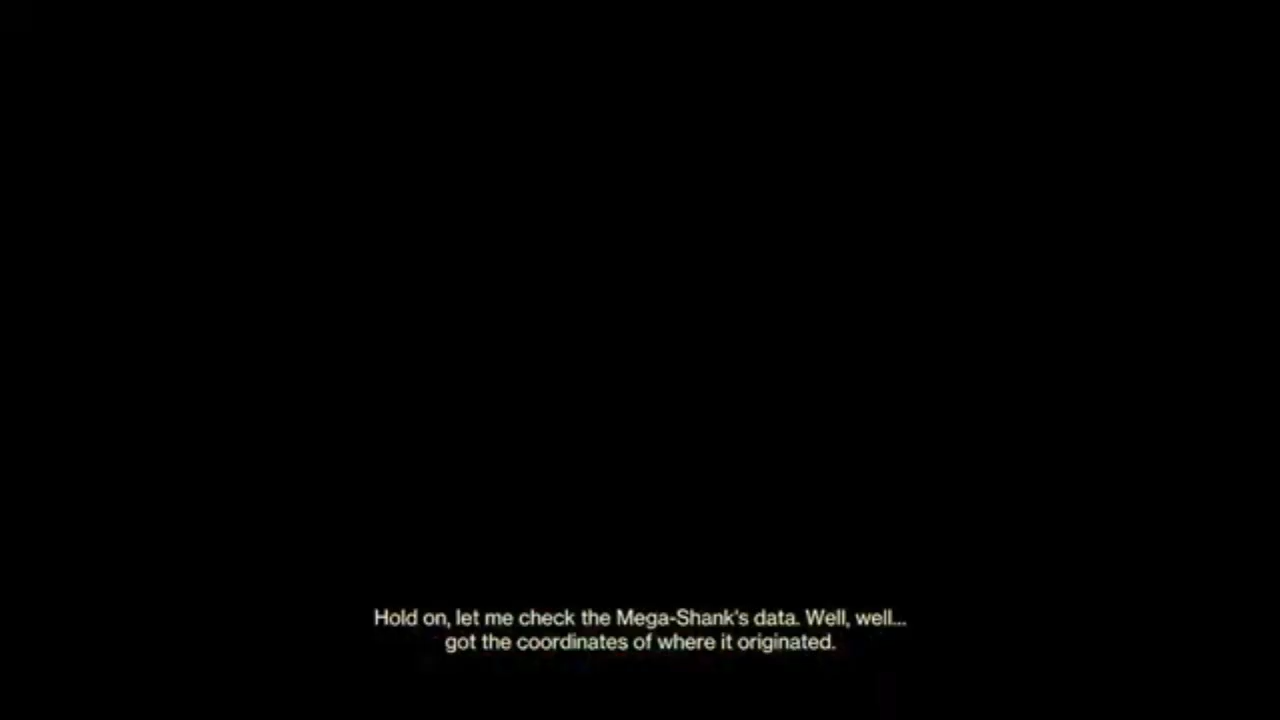 Hold on, let me check the Mega-Shank's data. Well, well...
got the coordinates of where it originated.